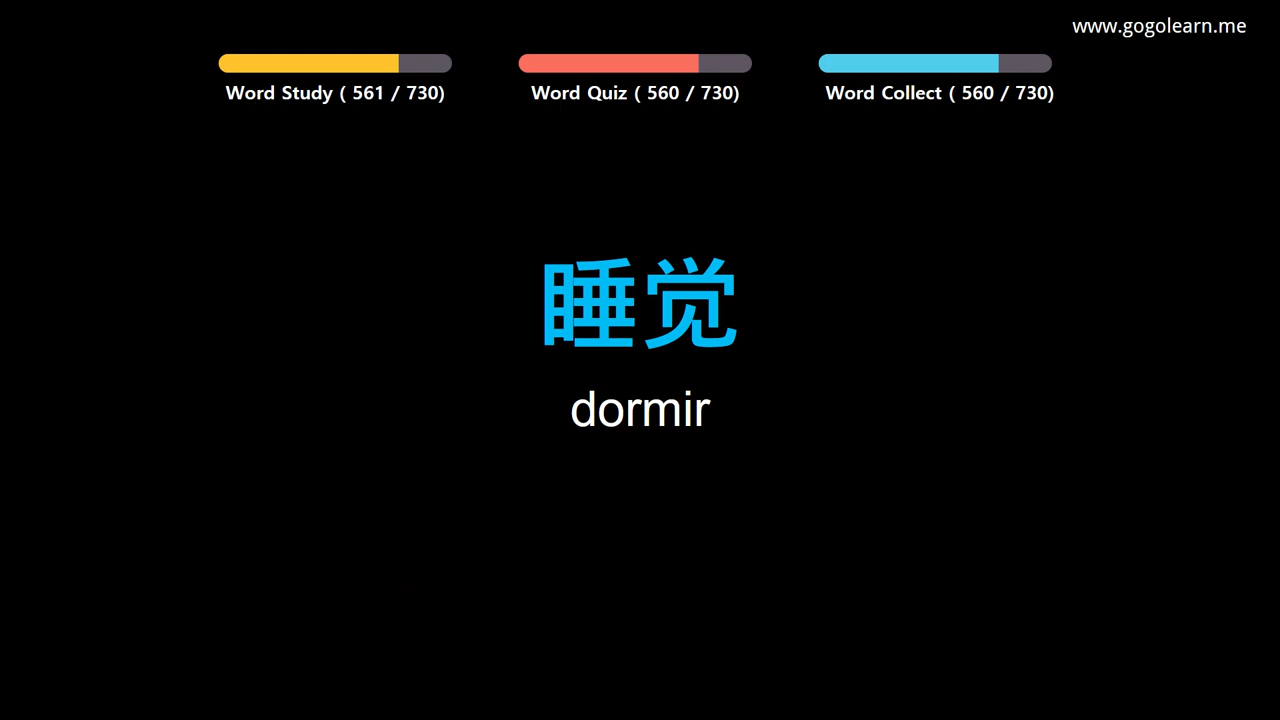 www.gogolearn.me
Word Study ( 561 / 730)
Word Quiz ( 560 / 730)
Word Collect ( 560 / 730)
睡觉
dormir